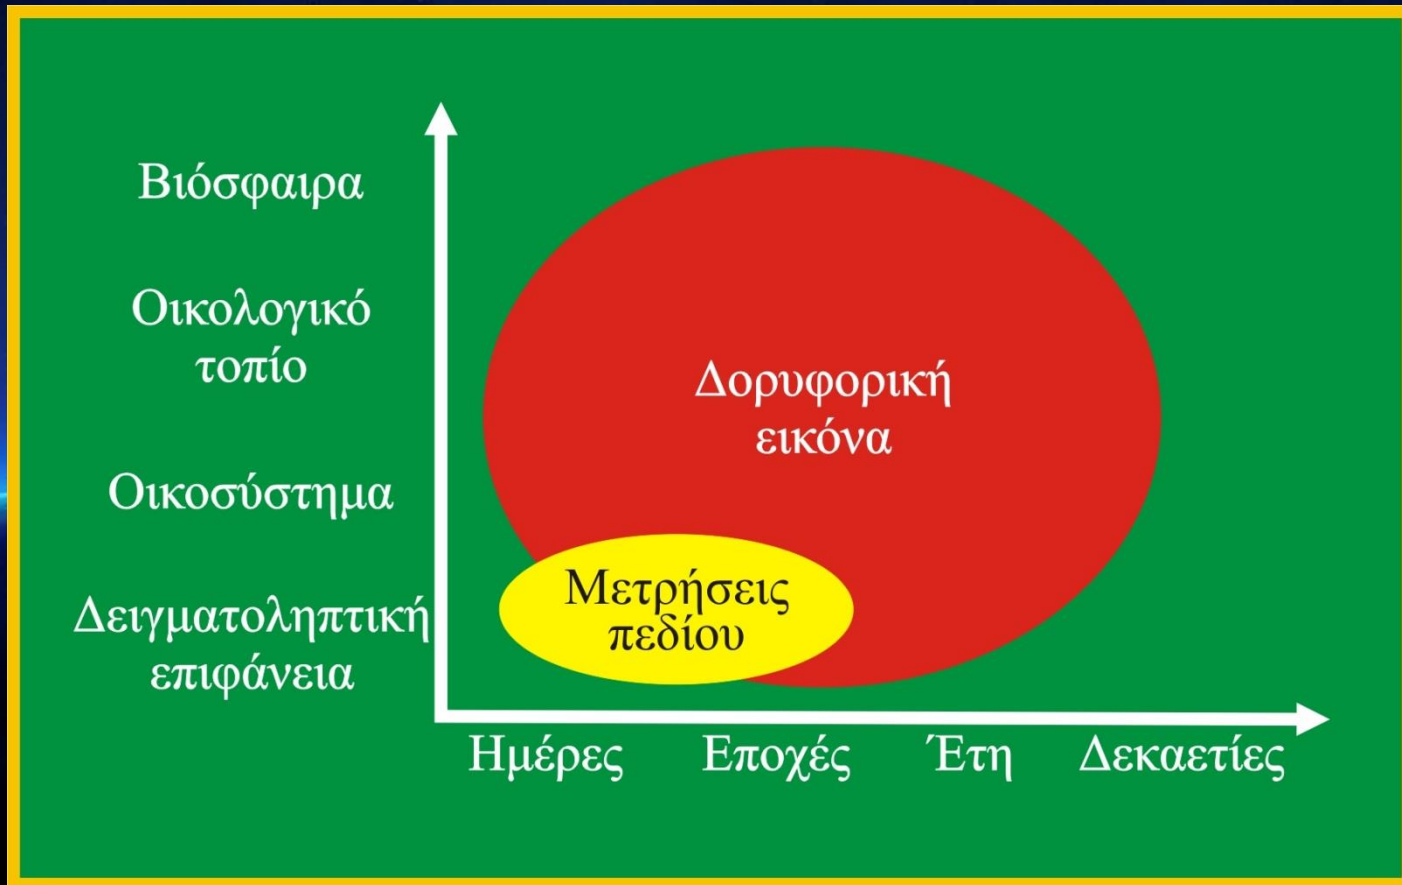 Βιόσφαιρα
Οικολογικό
τοπίο
Οικοσύστημα
Δειγματοληπτική
επιφάνεια
Δορυφορική
εικόνα
Μετρήσεις
πεδίου
Ημέρες Εποχές Έτη Δεκαετίες